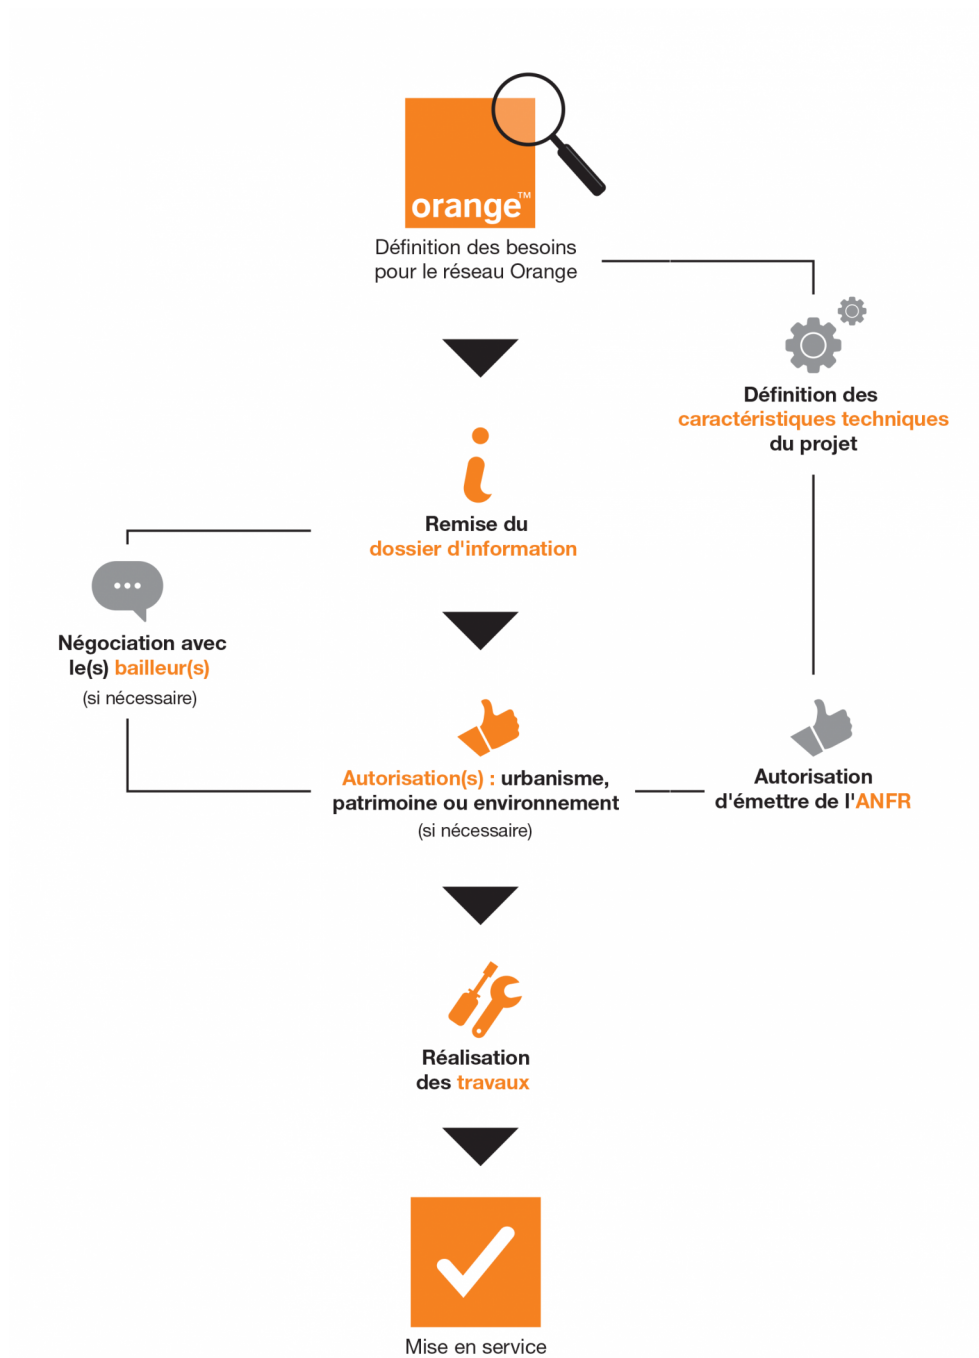 orange™
Définition des besoins
pour le réseau Orange
Définition des
caractéristiques techniques
du projet
Remise du
dossier d'information
Négociation avec
le(s) bailleur(s)
(si nécessaire)
Autorisation(s) : urbanisme,
patrimoine ou environnement
(si nécessaire)
Autorisation
d'émettre de l'ANFR
Réalisation
des travaux
Mise en service